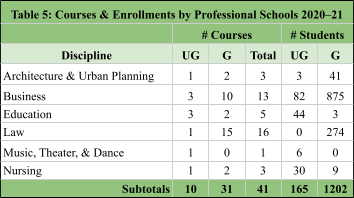 Table 5: Courses & Enrollments by Professional Schools 2020–21
# Courses # Students
Discipline UG G Total UG G
Architecture & Urban Planning 1 2 3 3 41
Business 3 10 13 82 875
Education 3 2 5 44 3
Law 1 15 16 0 274
Music, Theater, & Dance 1 0 1 6 0
Nursing 1 2 3 30 9
Subtotals 10 31 41 165 1202